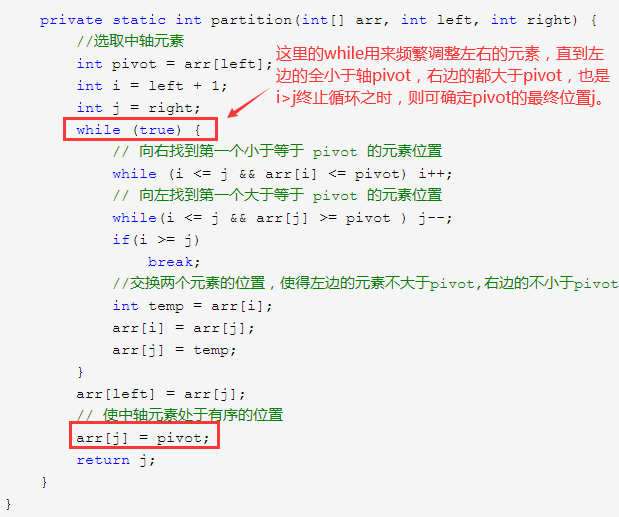 private static int partition(int[] arr, int left, int right) {
//选取中轴元素
int pivot = arr[left];
int i = left + 1;
int j = right;
while (true) {
这里的while用来频繁调整左右的元素，直到左
边的全小于轴pivot，右边的都大于pivot，也是
i>j终止循环之时，则可确定pivot的最终位置j。
// 向右找到第一个小于等于 pivot 的元素位置
while (i <= j && arr[i] <= pivot) i++;
// 向左找到第一个大于等于 pivot 的元素位置
while(i <= j && arr[j] >= pivot ) j--;
if(i >= j)
break;
//交换两个元素的位置，使得左边的元素不大于pivot,右边的不小于pivot
int temp = arr[i];
arr[i] = arr[j];
arr[j] = temp;
}
arr[left] = arr[j];
// 使中轴元素处于有序的位置
arr[j] = pivot;
return j;
}
}